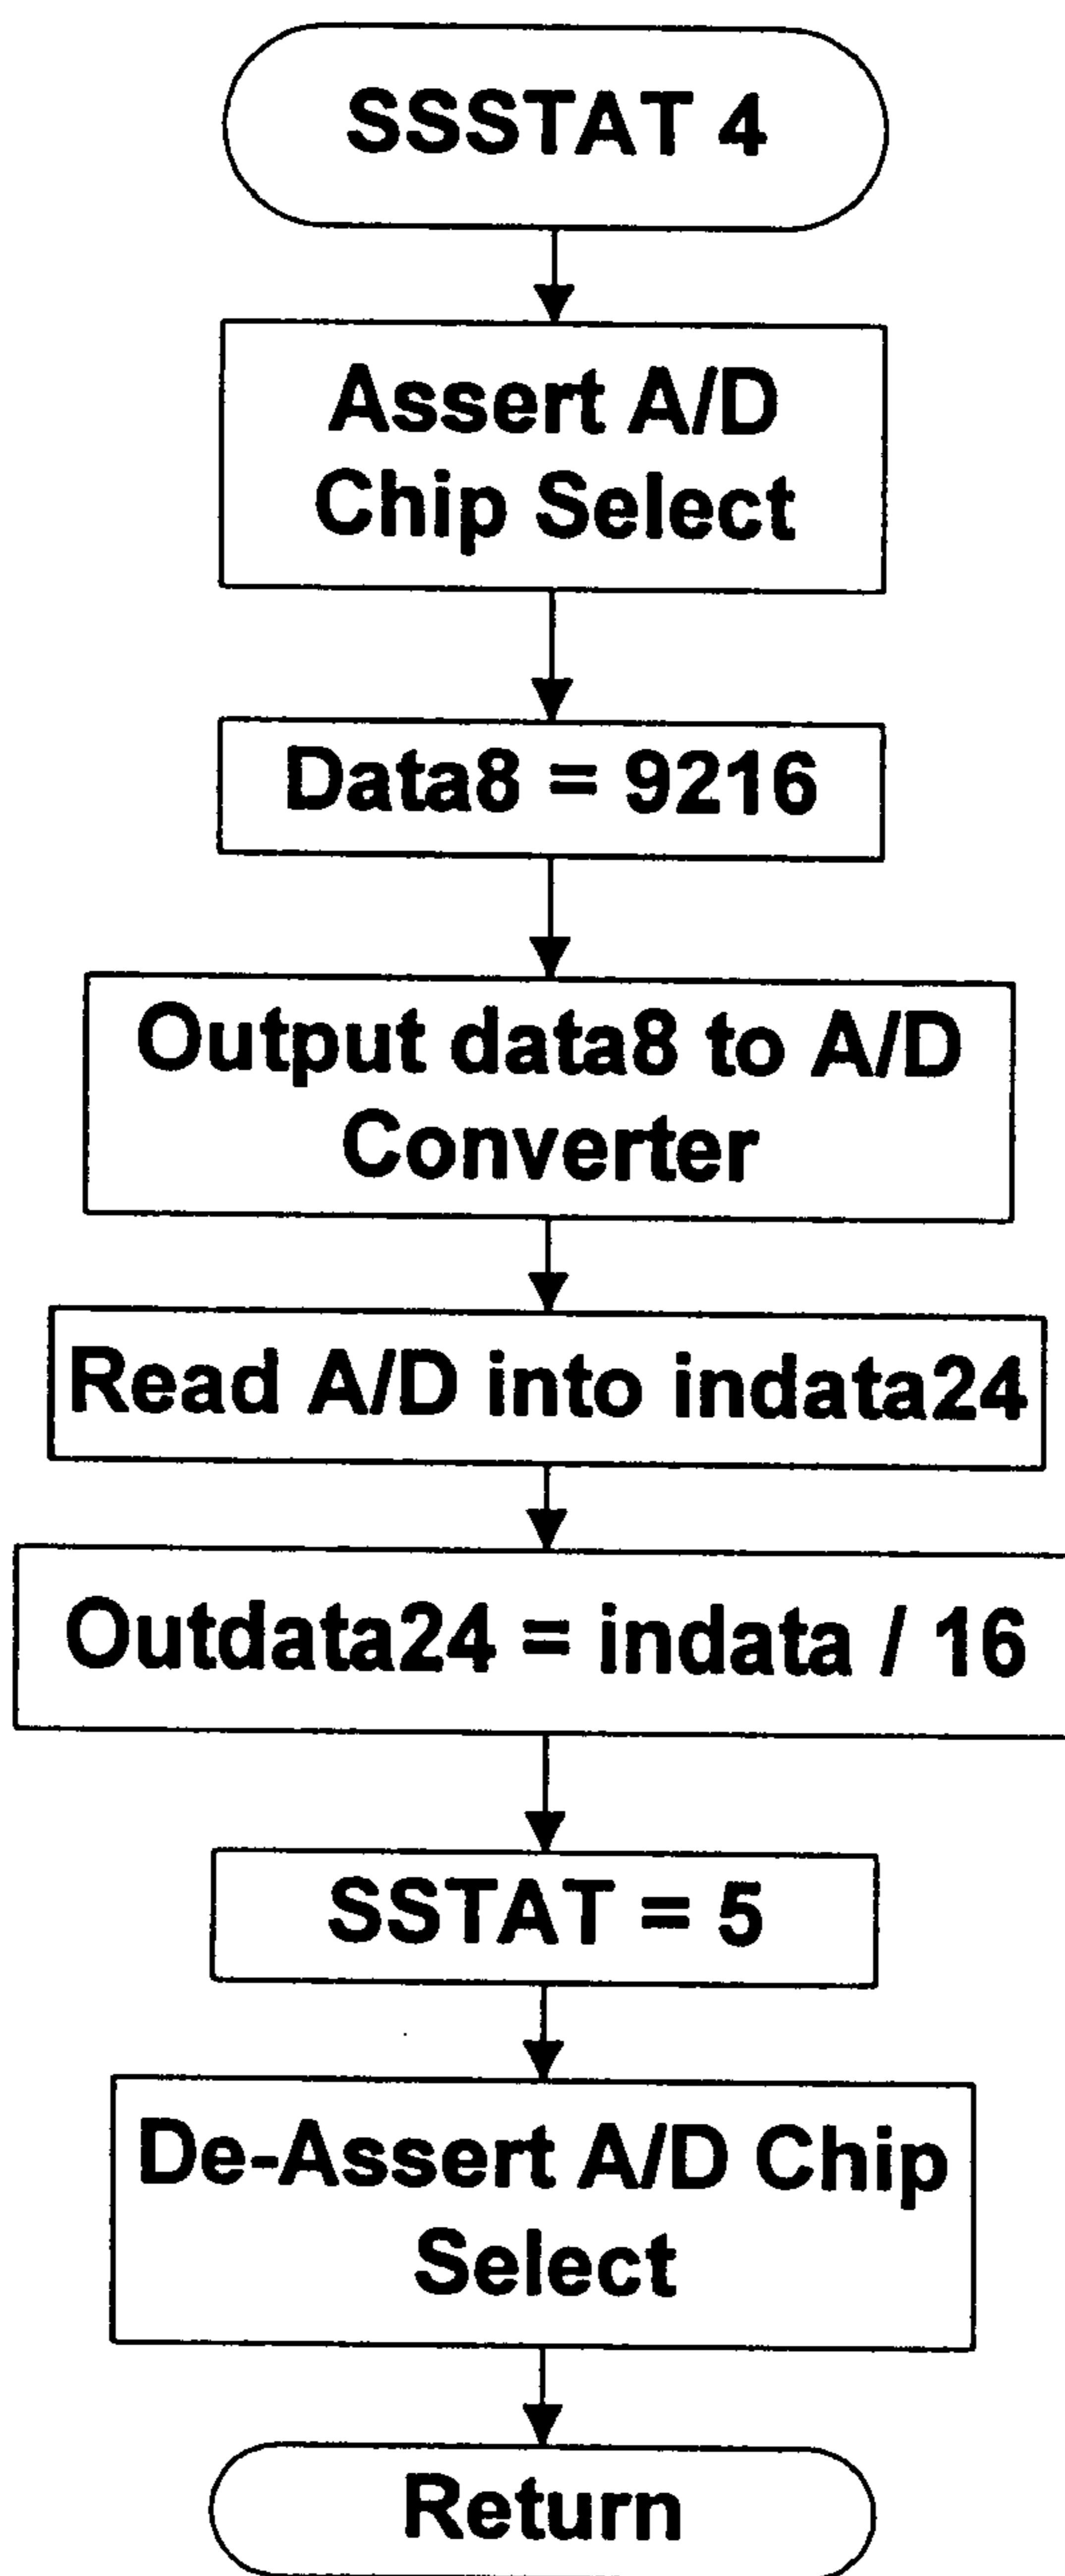 SSSTAT 4
Assert A/D
Chip Select
Data8 = 9216
Output data8 to A/D
Converter
Read A/D into indata24
Outdata24 = indata / 16
SSTAT = 5
De-Assert A/D Chip
Select
Return